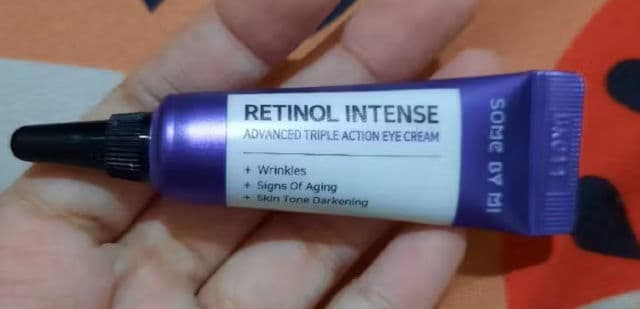 RETINOL INTENSE
ADVANCED TRIPLE ACTION EYE CREAM
+ Wrinkles
+ Signs Of Aging
+ Skin Tone Darkening
SOME BY MI